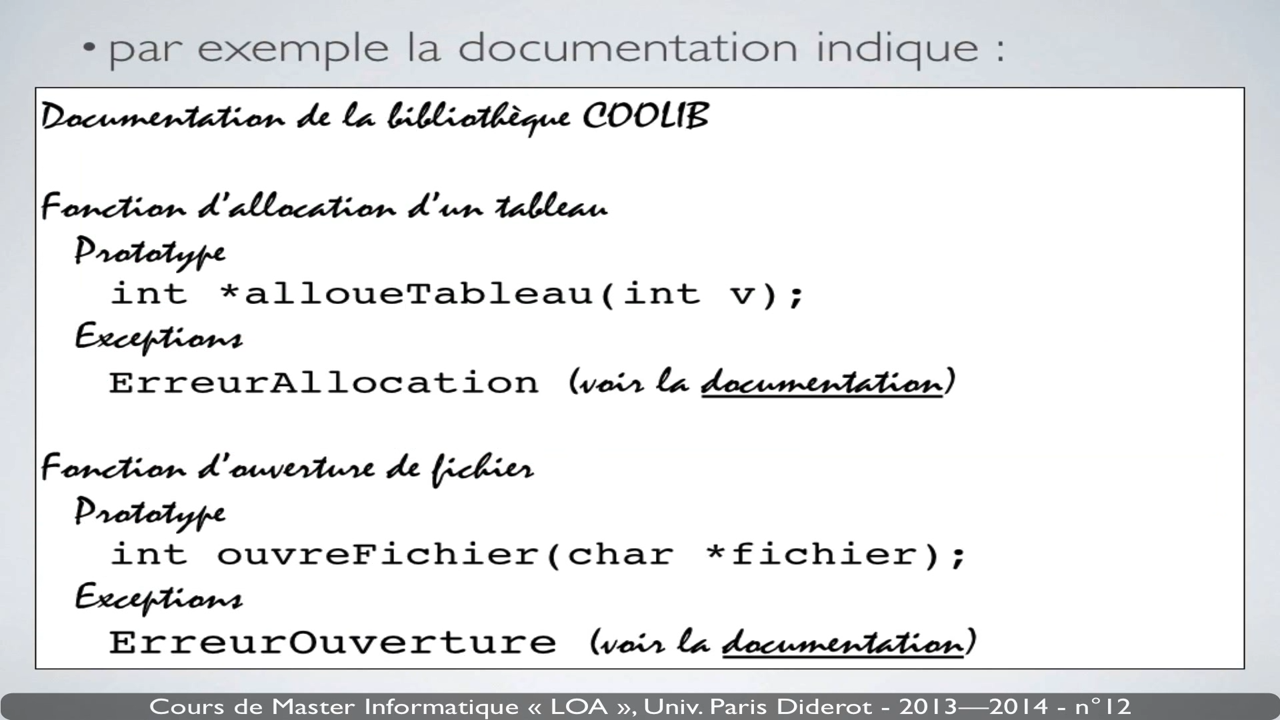 • par exemple la documentation indique :
Documentation de la bibliothèque COOLIB
Fonction d'allocation d'un tableau
Prototype
int *alloueTableau(int v);
Exceptions
ErreurAllocation (voir la documentation)
Fonction d'ouverture de fichier
Prototype
int ouvreFichier(char *fichier);
Exceptions
ErreurOuverture (voir la documentation)
Cours de Master Informatique « LOA », Univ. Paris Diderot - 2013—2014 - n°12